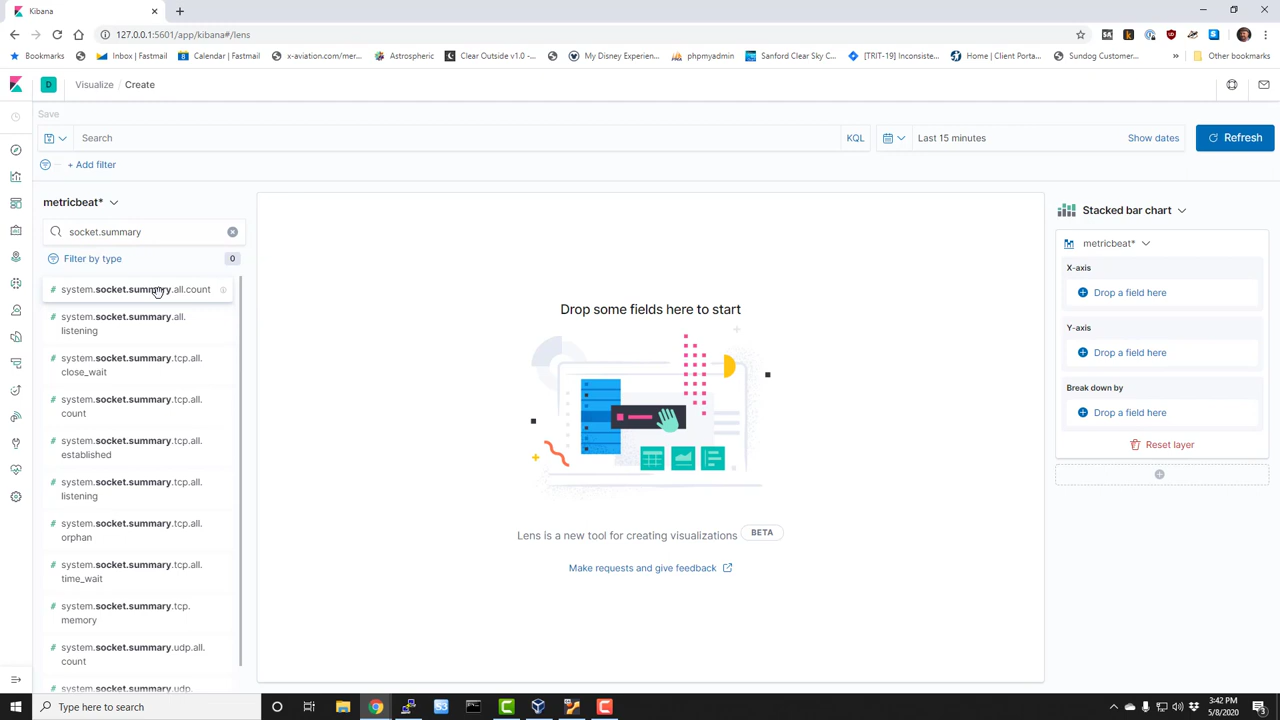 Kibana
127.0.0.1:5601/app/kibana#/lens
Bookmarks
Inbox | Fastmail
Calendar | Fastmail
x-aviation.com/mer...
Astrospheric
Clear Outside v1.0 -...
My Disney Experien...
phpmyadmin
Sanford Clear Sky C...
[TRIT-19] Inconsiste...
Home | Client Porta...
Sundog Customer...
»
Other bookmarks
D
Visualize / Create
Save
Search
KQL
Last 15 minutes
Show dates
Refresh
+ Add filter
metricbeat*
socket.summary
Filter by type
0
# system.socket.summary.all.count
# system.socket.summary.all.
listening
# system.socket.summary.tcp.all.
close_wait
# system.socket.summary.tcp.all.
count
# system.socket.summary.tcp.all.
established
# system.socket.summary.tcp.all.
listening
# system.socket.summary.tcp.all.
orphan
# system.socket.summary.tcp.all.
time_wait
# system.socket.summary.tcp.
memory
# system.socket.summary.udp.all.
count
# system.socket.summary.udp.
Drop some fields here to start
Lens is a new tool for creating visualizations
BETA
Make requests and give feedback
Stacked bar chart
metricbeat*
X-axis
Drop a field here
Y-axis
Drop a field here
Break down by
Drop a field here
Reset layer
Type here to search
3:42 PM
5/8/2020